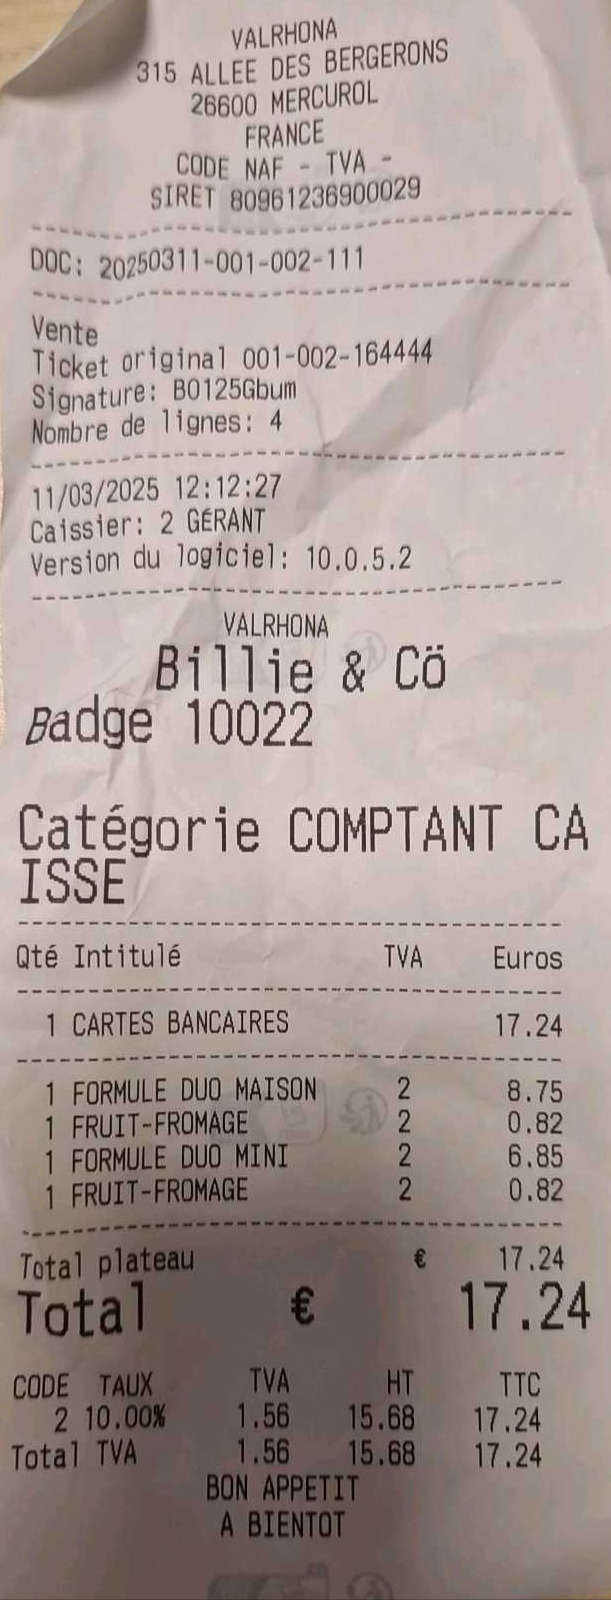 VALRHONA
315 ALLEE DES BERGERONS
26600 MERCUROL
FRANCE
CODE NAF - TVA -
SIRET 80961236900029
DOC: 20250311-001-002-111
Vente
Ticket original 001-002-164444
Signature: B0125Gbum
Nombre de lignes: 4
11/03/2025 12:12:27
Caissier: 2 GÉRANT
Version du logiciel: 10.0.5.2
VALRHONA
Billie & Cö
Badge 10022
Catégorie COMPTANT CA
ISSE
Qté Intitulé TVA Euros
1 CARTES BANCAIRES 17.24
1 FORMULE DUO MAISON 2 8.75
1 FRUIT-FROMAGE 2 0.82
1 FORMULE DUO MINI 2 6.85
1 FRUIT-FROMAGE 2 0.82
Total plateau € 17.24
Total € 17.24
CODE TAUX TVA HT TTC
2 10.00% 1.56 15.68 17.24
Total TVA 1.56 15.68 17.24
BON APPETIT
A BIENTOT